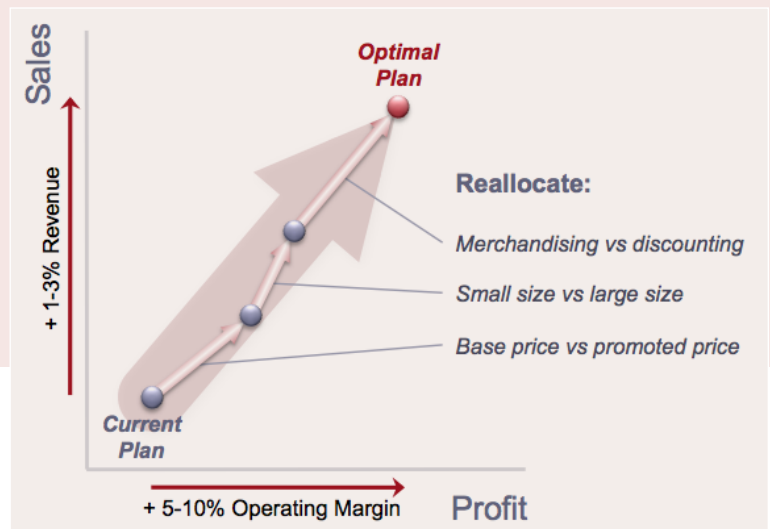 Sales
+ 1-3% Revenue
Optimal
Plan
Reallocate:
Merchandising vs discounting
Small size vs large size
Base price vs promoted price
Current
Plan
+ 5-10% Operating Margin
Profit